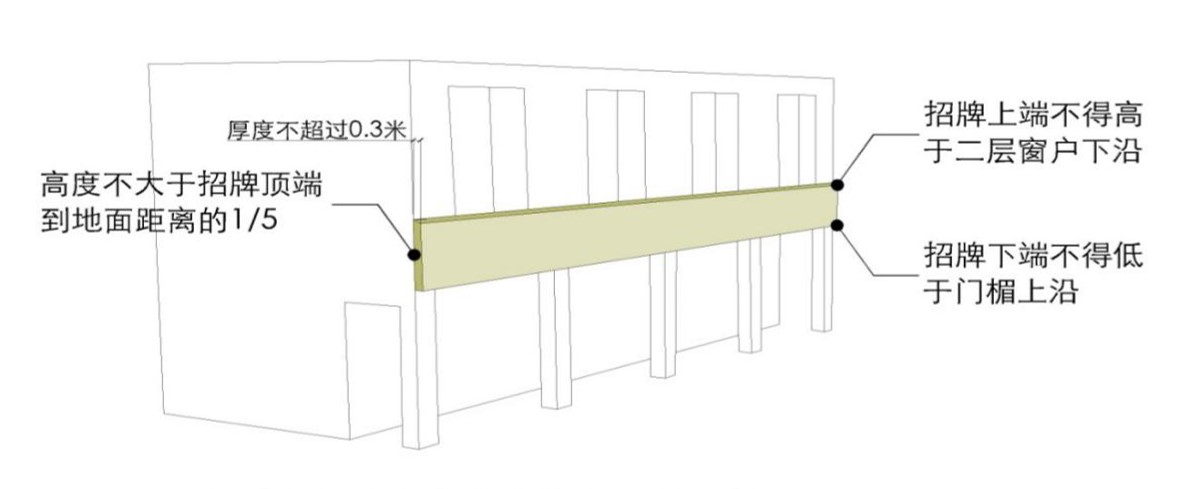 厚度不超过0.3米
高度不大于招牌顶端
到地面距离的1/5
招牌上端不得高
于二层窗户下沿
招牌下端不得低
于门楣上沿